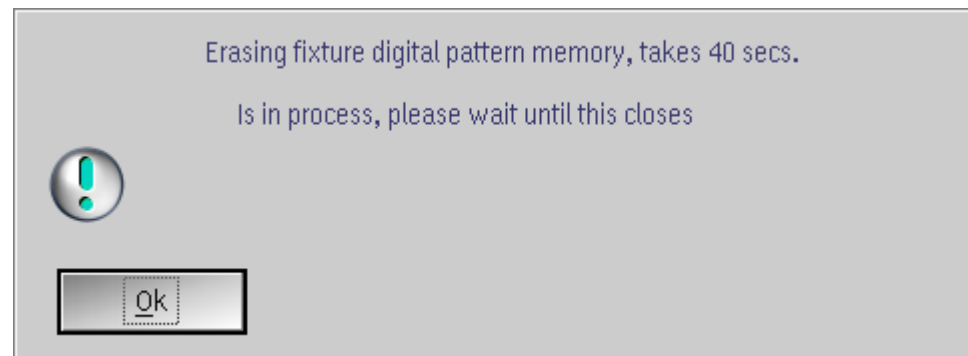 Erasing fixture digital pattern memory, takes 40 secs.
Is in process, please wait until this closes
Ok